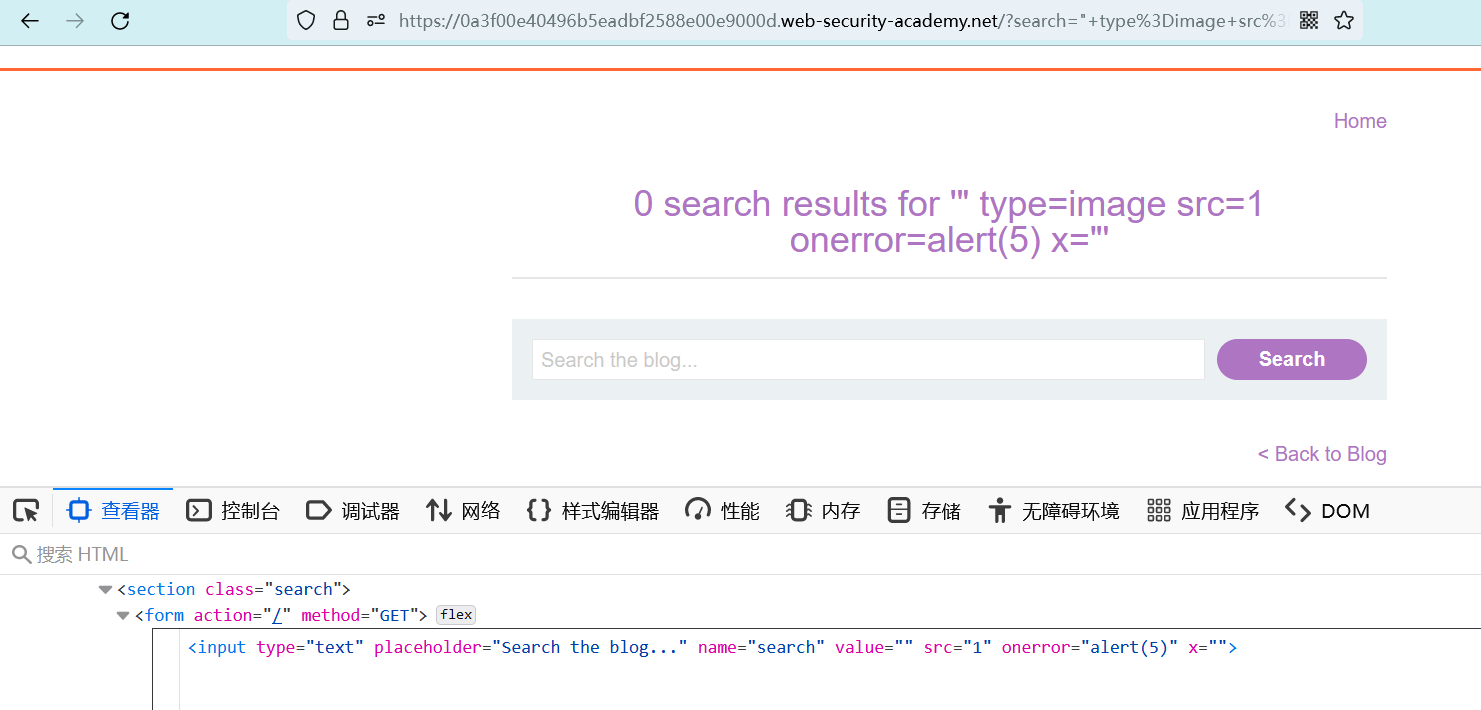 https://0a3f00e40496b5eadbf2588e00e9000d.web-security-academy.net/?search="+type%3Dimage+src%3
Home
0 search results for '" type=image src=1
onerror=alert(5) x="'
Search the blog...
Search
< Back to Blog
查看器 控制台 调试器 网络 {} 样式编辑器 性能 内存 存储 无障碍环境 应用程序 DOM
搜索 HTML
<section class="search">
<form action="/" method="GET"> flex
<input type="text" placeholder="Search the blog..." name="search" value="" src="1" onerror="alert(5)" x="">